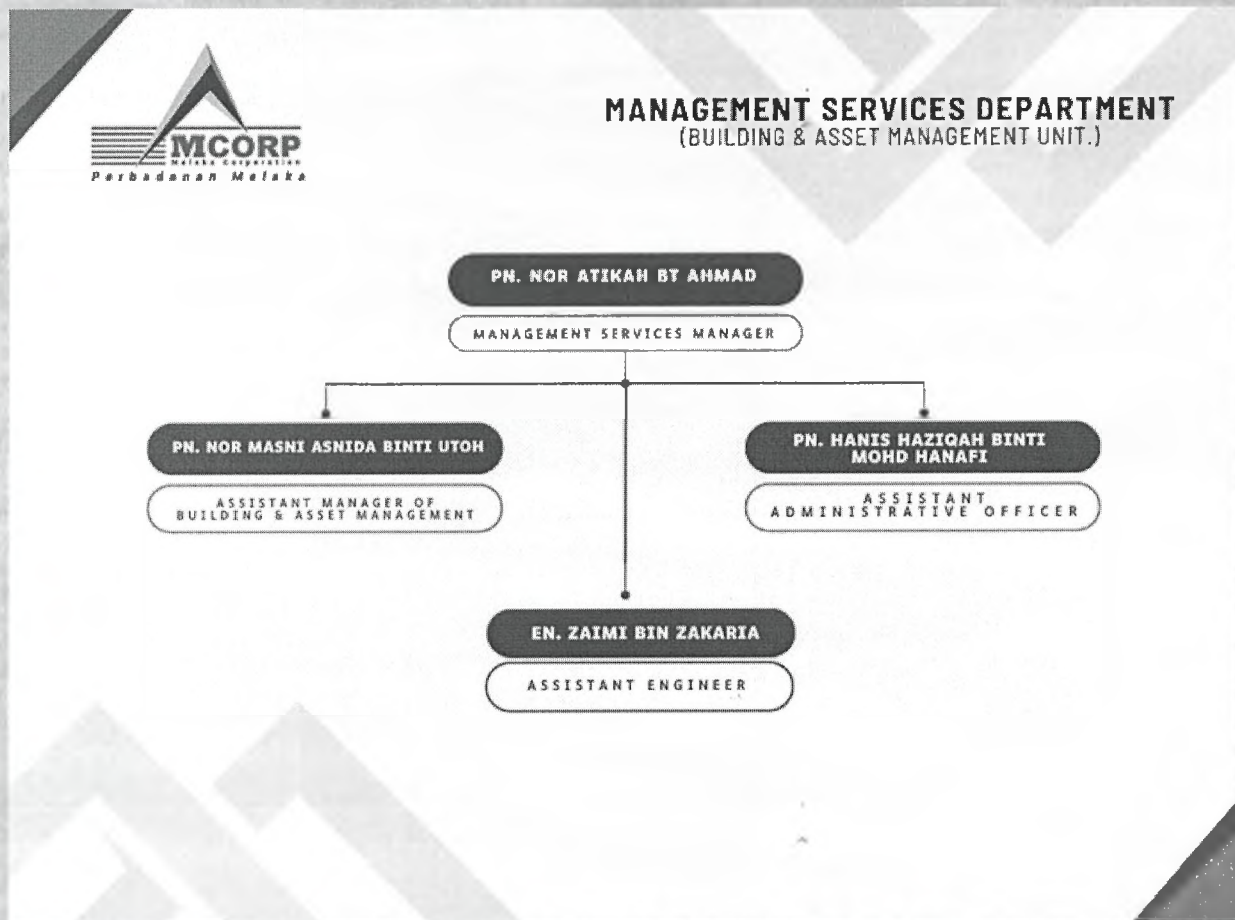 MCORP
Melaka Corporation
Perbadanan Melaka
MANAGEMENT SERVICES DEPARTMENT
(BUILDING & ASSET MANAGEMENT UNIT.)
PN. NOR ATIKAH BT AHMAD
MANAGEMENT SERVICES MANAGER
PN. NOR MASNI ASNIDA BINTI UTOH
ASSISTANT MANAGER OF
BUILDING & ASSET MANAGEMENT
PN. HANIS HAZIQAH BINTI
MOHD HANAFI
ASSISTANT
ADMINISTRATIVE OFFICER
EN. ZAIMI BIN ZAKARIA
ASSISTANT ENGINEER